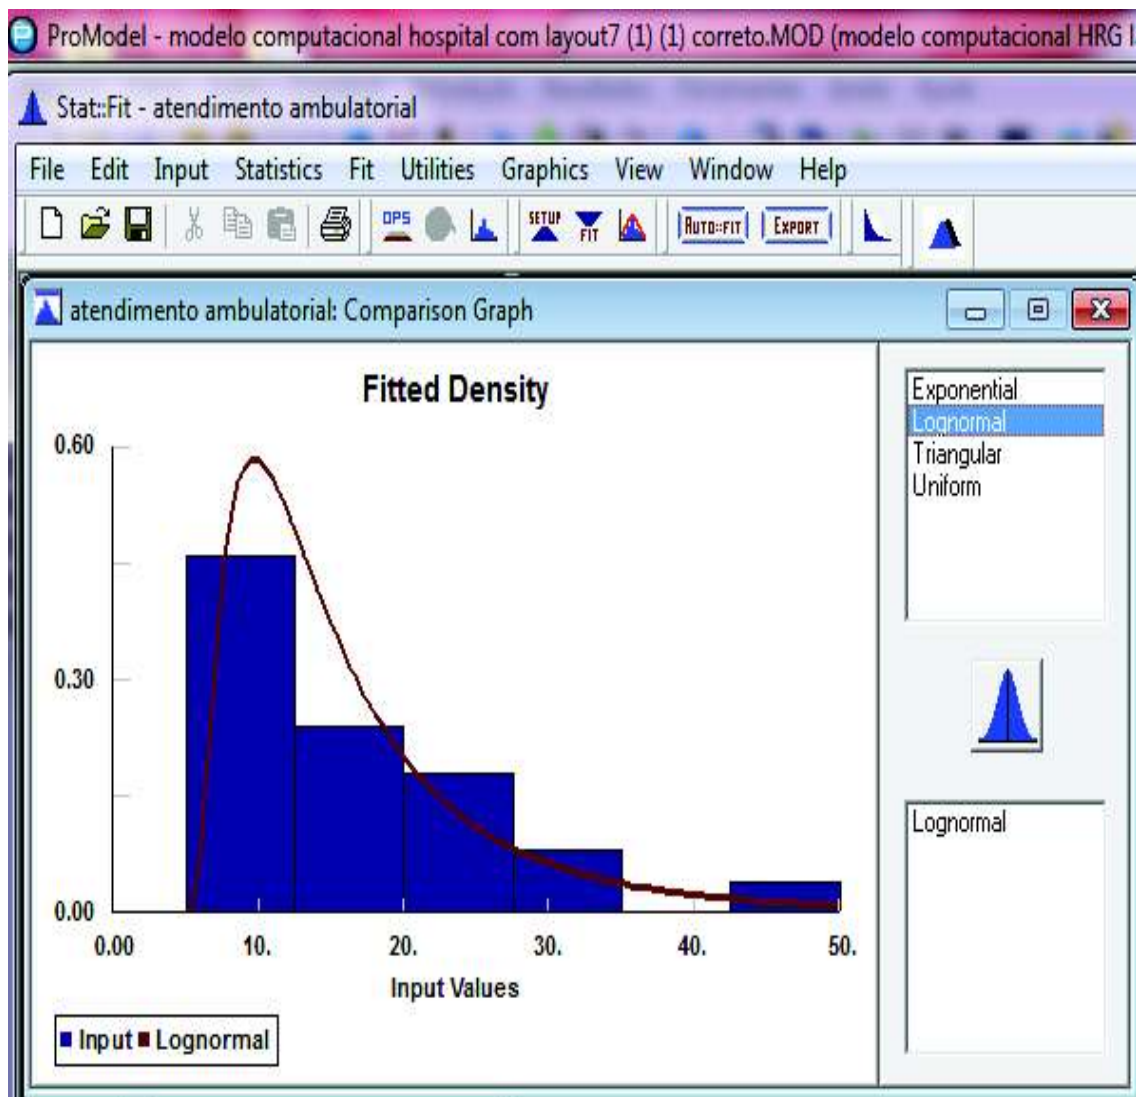 ProModel - modelo computacional hospital com layout7 (1) (1) correto.MOD (modelo computacional HRG
Stat::Fit - atendimento ambulatorial
File Edit Input Statistics Fit Utilities Graphics View Window Help
OPS SETUP FIT AUTO::FIT EXPORT
atendimento ambulatorial: Comparison Graph
Fitted Density
Exponential
Lognormal
Triangular
Uniform
0.60
0.30
0.00
0.00 10. 20. 30. 40. 50.
Input Values
Input Lognormal
Lognormal